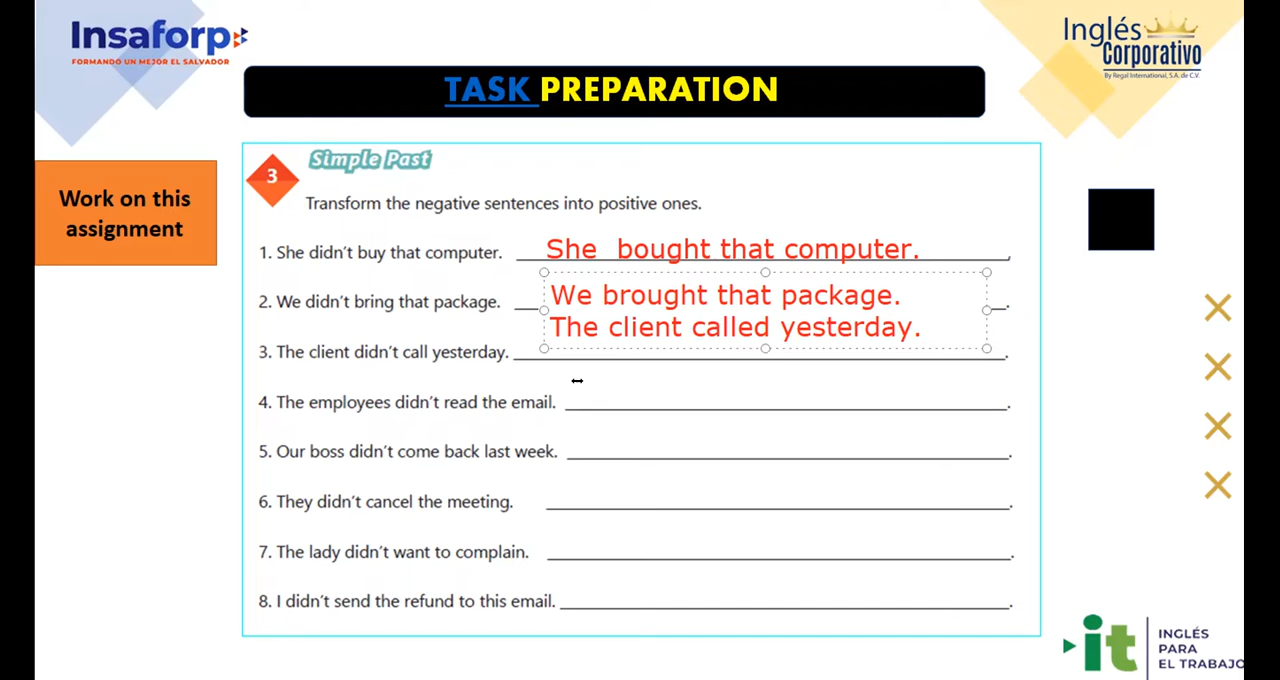 Insaforp
FORMANDO UN MEJOR EL SALVADOR
Inglés
Corporativo
By Regal International, S.A. de C.V.
TASK PREPARATION
Work on this
assignment
3
Simple Past
Transform the negative sentences into positive ones.
1. She didn't buy that computer. She bought that computer.
2. We didn't bring that package. We brought that package.
The client called yesterday.
3. The client didn't call yesterday.
4. The employees didn't read the email.
5. Our boss didn't come back last week.
6. They didn't cancel the meeting.
7. The lady didn't want to complain.
8. I didn't send the refund to this email.
it
INGLÉS
PARA
EL TRABAJO